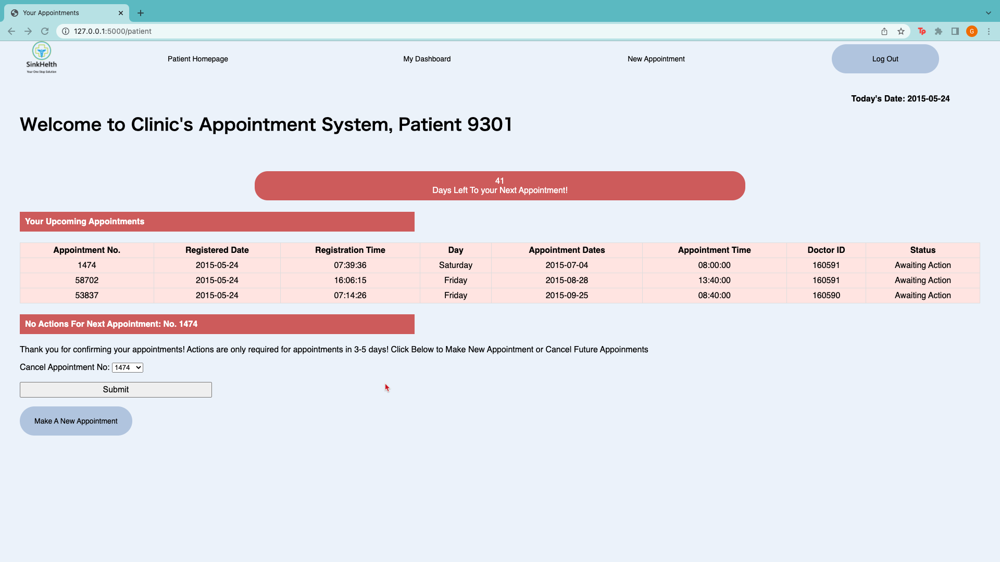 Your Appointments
127.0.0.1:5000/patient
Tp
G
SinkHelth
Your One Stop Solution
Patient Homepage
My Dashboard
New Appointment
Log Out
Today's Date: 2015-05-24
Welcome to Clinic's Appointment System, Patient 9301
41
Days Left To your Next Appointment!
Your Upcoming Appointments
Appointment No. Registered Date Registration Time Day Appointment Dates Appointment Time Doctor ID Status
1474 2015-05-24 07:39:36 Saturday 2015-07-04 08:00:00 160591 Awaiting Action
58702 2015-05-24 16:06:15 Friday 2015-08-28 13:40:00 160591 Awaiting Action
53837 2015-05-24 07:14:26 Friday 2015-09-25 08:40:00 160590 Awaiting Action
No Actions For Next Appointment: No. 1474
Thank you for confirming your appointments! Actions are only required for appointments in 3-5 days! Click Below to Make New Appointment or Cancel Future Appoinments
Cancel Appointment No: 1474
Submit
Make A New Appointment